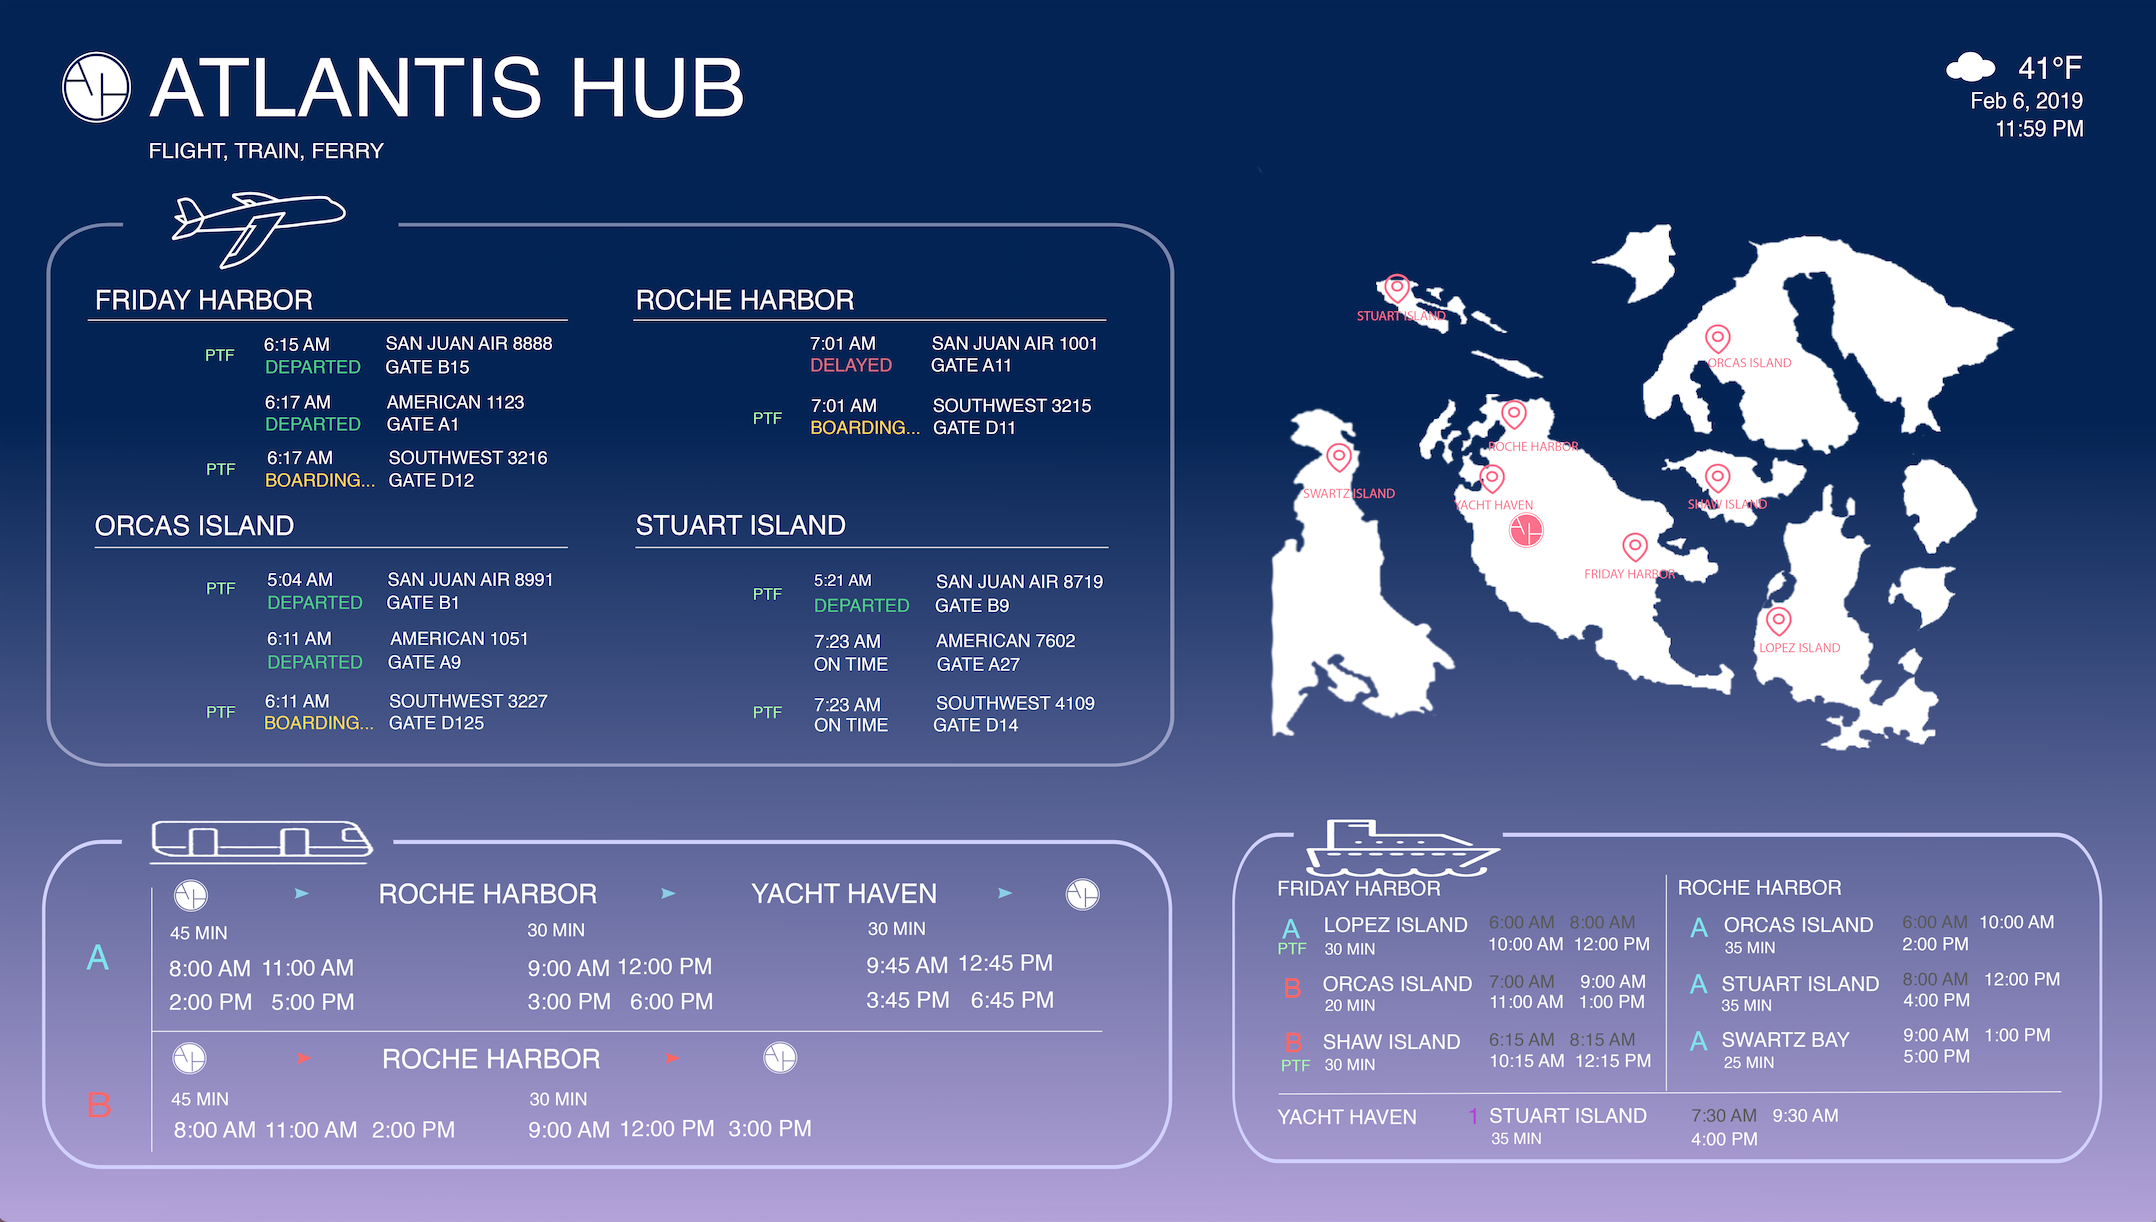 ATLANTIS HUB
FLIGHT, TRAIN, FERRY
41°F
Feb 6, 2019
11:59 PM
FRIDAY HARBOR
PTF 6:15 AM SAN JUAN AIR 8888
DEPARTED GATE B15
6:17 AM AMERICAN 1123
DEPARTED GATE A1
PTF 6:17 AM SOUTHWEST 3216
BOARDING... GATE D12
ROCHE HARBOR
7:01 AM SAN JUAN AIR 1001
DELAYED GATE A11
PTF 7:01 AM SOUTHWEST 3215
BOARDING... GATE D11
ORCAS ISLAND
PTF 5:04 AM SAN JUAN AIR 8991
DEPARTED GATE B1
6:11 AM AMERICAN 1051
DEPARTED GATE A9
PTF 6:11 AM SOUTHWEST 3227
BOARDING... GATE D125
STUART ISLAND
PTF 5:21 AM SAN JUAN AIR 8719
DEPARTED GATE B9
7:23 AM AMERICAN 7602
ON TIME GATE A27
PTF 7:23 AM SOUTHWEST 4109
ON TIME GATE D14
STUART ISLAND
ORCAS ISLAND
ROCHE HARBOR
SWARTZ ISLAND
YACHT HAVEN
SHAW ISLAND
FRIDAY HARBOR
LOPEZ ISLAND
A
ROCHE HARBOR YACHT HAVEN
45 MIN 30 MIN 30 MIN
8:00 AM 11:00 AM 9:00 AM 12:00 PM 9:45 AM 12:45 PM
2:00 PM 5:00 PM 3:00 PM 6:00 PM 3:45 PM 6:45 PM
B
ROCHE HARBOR
45 MIN 30 MIN
8:00 AM 11:00 AM 2:00 PM 9:00 AM 12:00 PM 3:00 PM
FRIDAY HARBOR
A LOPEZ ISLAND 6:00 AM 8:00 AM
PTF 30 MIN 10:00 AM 12:00 PM
B ORCAS ISLAND 7:00 AM 9:00 AM
20 MIN 11:00 AM 1:00 PM
B SHAW ISLAND 6:15 AM 8:15 AM
PTF 30 MIN 10:15 AM 12:15 PM
ROCHE HARBOR
A ORCAS ISLAND 6:00 AM 10:00 AM
35 MIN 2:00 PM
A STUART ISLAND 8:00 AM 12:00 PM
35 MIN 4:00 PM
A SWARTZ BAY 9:00 AM 1:00 PM
25 MIN 5:00 PM
YACHT HAVEN 1 STUART ISLAND 7:30 AM 9:30 AM
35 MIN 4:00 PM